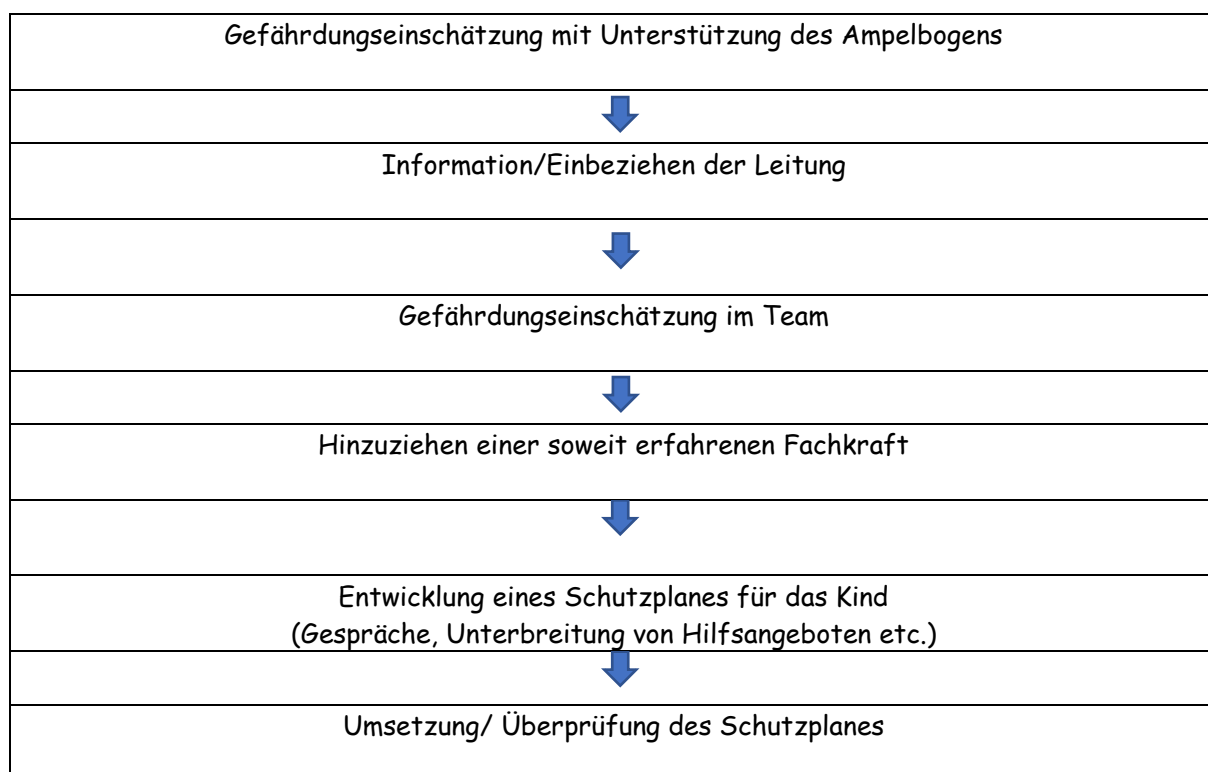 Gefährdungseinschätzung mit Unterstützung des Ampelbogens
Information/Einbeziehen der Leitung
Gefährdungseinschätzung im Team
Hinzuziehen einer soweit erfahrenen Fachkraft
Entwicklung eines Schutzplanes für das Kind
(Gespräche, Unterbreitung von Hilfsangeboten etc.)
Umsetzung/ Überprüfung des Schutzplanes